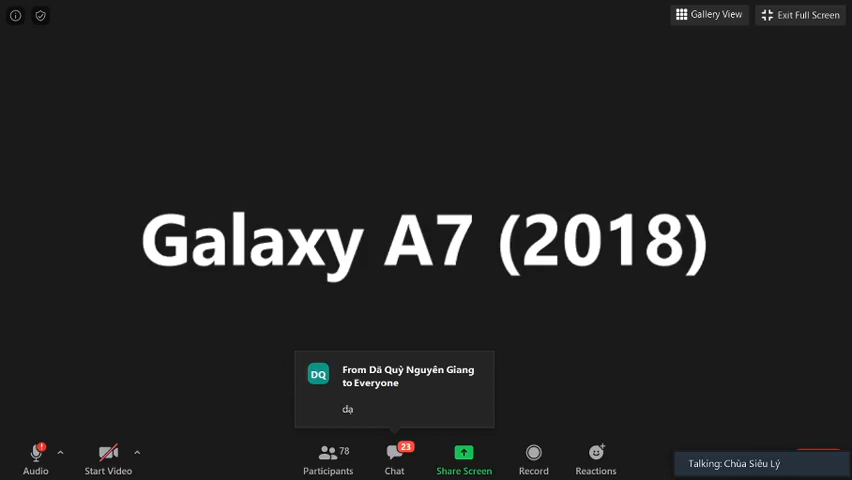 Gallery View
Exit Full Screen
Galaxy A7 (2018)
DQ
From Dã Quỳ Nguyên Giang
to Everyone
dạ
23
78
Audio
Start Video
Participants
Chat
Share Screen
Record
Reactions
Talking: Chùa Siêu Lý